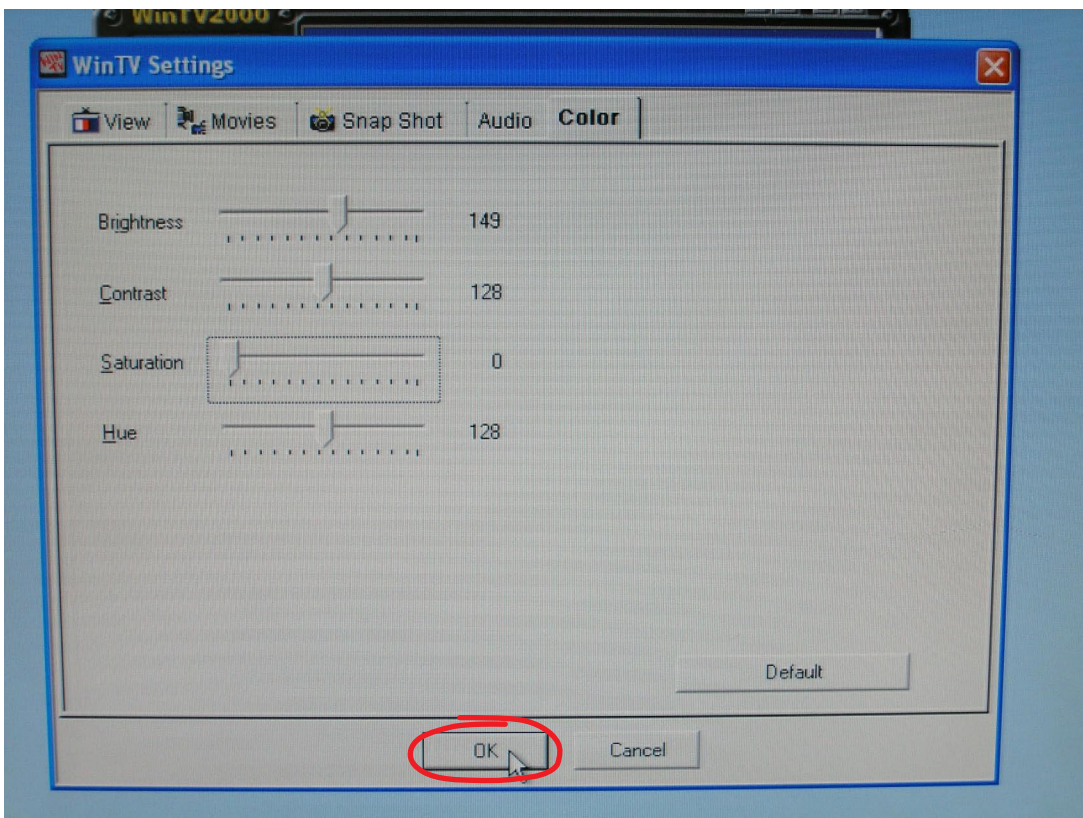 WinTV2000
WinTV Settings
View Movies Snap Shot Audio Color
Brightness 149
Contrast 128
Saturation 0
Hue 128
Default
OK Cancel